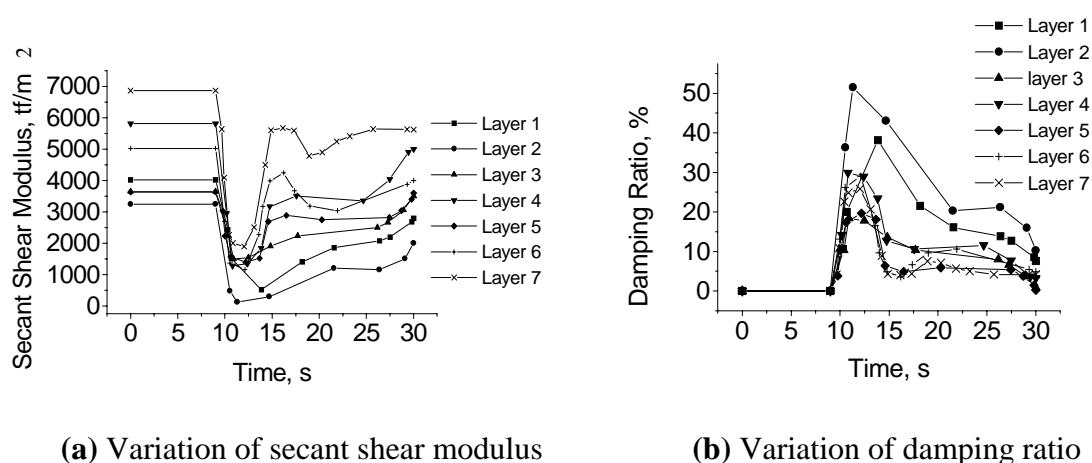 Secant Shear Modulus, tf/m 2
7000
6000
5000
4000
3000
2000
1000
0
0 5 10 15 20 25 30
Time, s
Layer 1
Layer 2
Layer 3
Layer 4
Layer 5
Layer 6
Layer 7
(a) Variation of secant shear modulus
Damping Ratio, %
50
40
30
20
10
0
0 5 10 15 20 25 30
Time, s
Layer 1
Layer 2
layer 3
Layer 4
Layer 5
Layer 6
Layer 7
(b) Variation of damping ratio